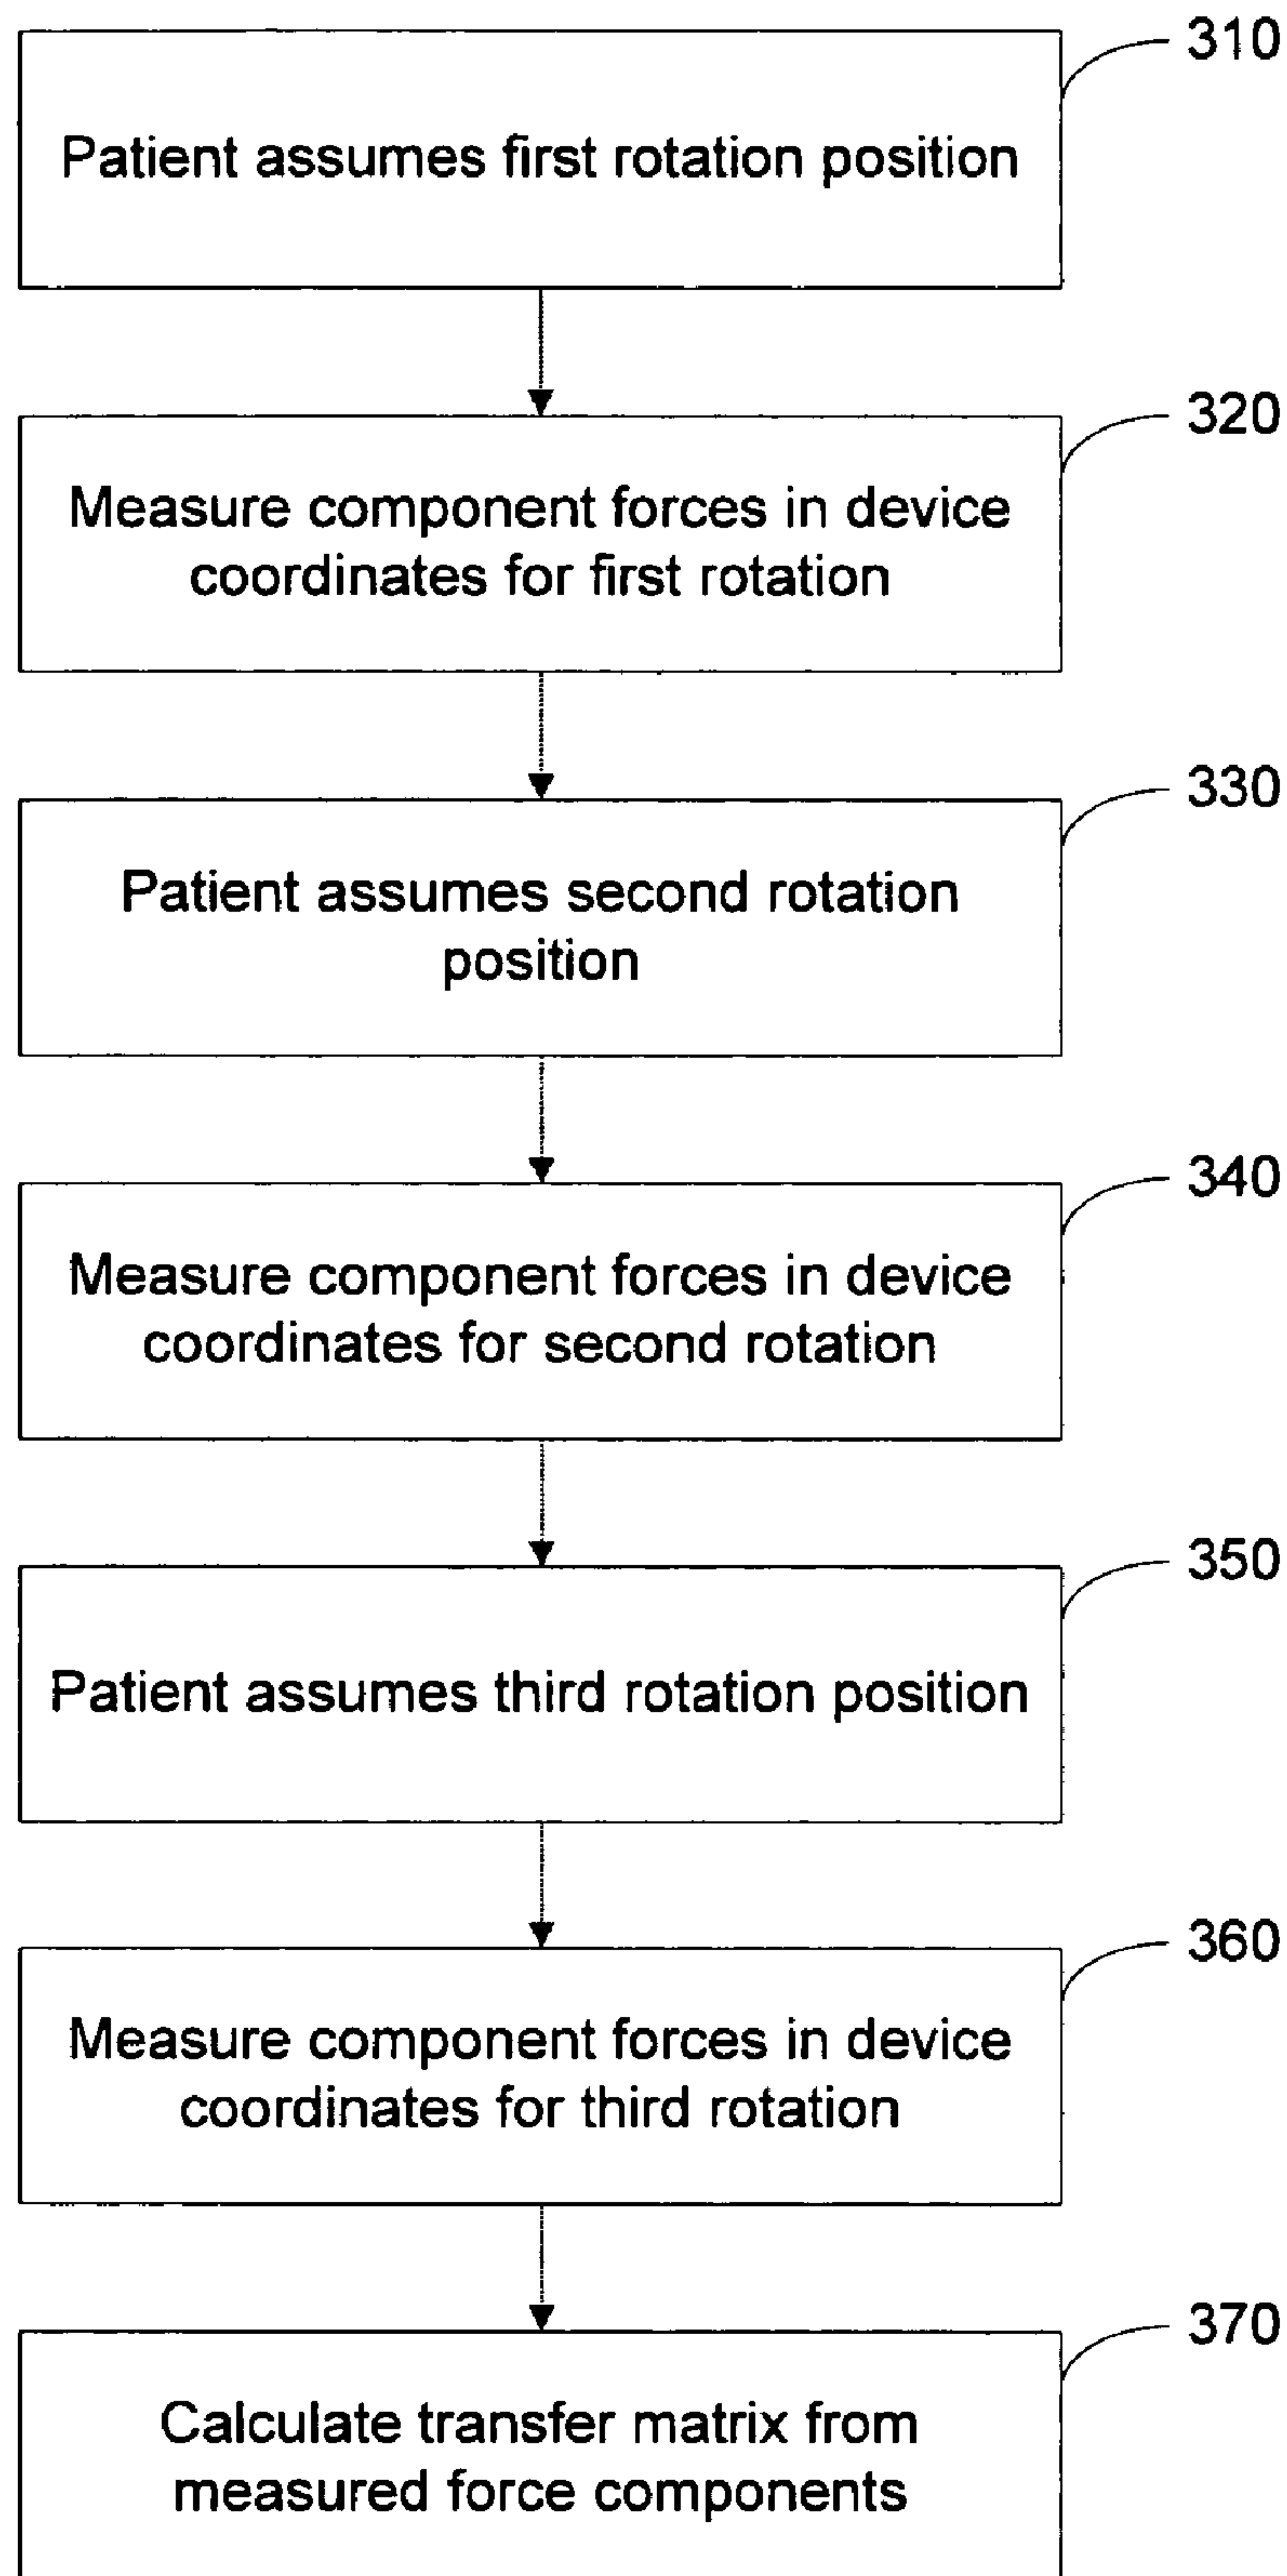 310
Patient assumes first rotation position
320
Measure component forces in device
coordinates for first rotation
330
Patient assumes second rotation
position
340
Measure component forces in device
coordinates for second rotation
350
Patient assumes third rotation position
360
Measure component forces in device
coordinates for third rotation
370
Calculate transfer matrix from
measured force components